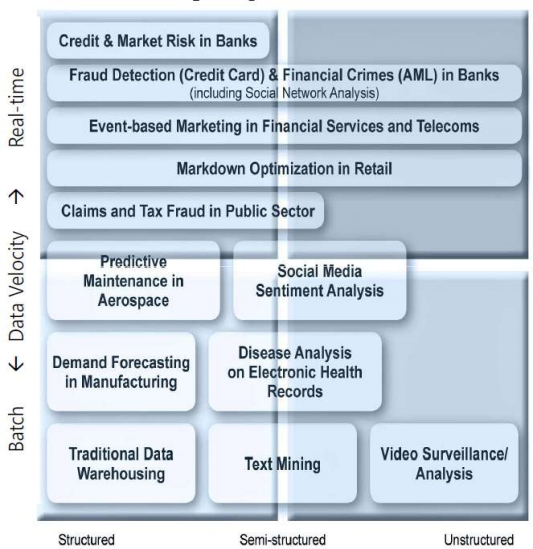 Credit & Market Risk in Banks
Fraud Detection (Credit Card) & Financial Crimes (AML) in Banks
(including Social Network Analysis)
Event-based Marketing in Financial Services and Telecoms
Markdown Optimization in Retail
Claims and Tax Fraud in Public Sector
Predictive
Maintenance in
Aerospace
Social Media
Sentiment Analysis
Demand Forecasting
in Manufacturing
Disease Analysis
on Electronic Health
Records
Traditional Data
Warehousing
Text Mining
Video Surveillance/
Analysis
Batch ← Data Velocity → Real-time
Structured
Semi-structured
Unstructured